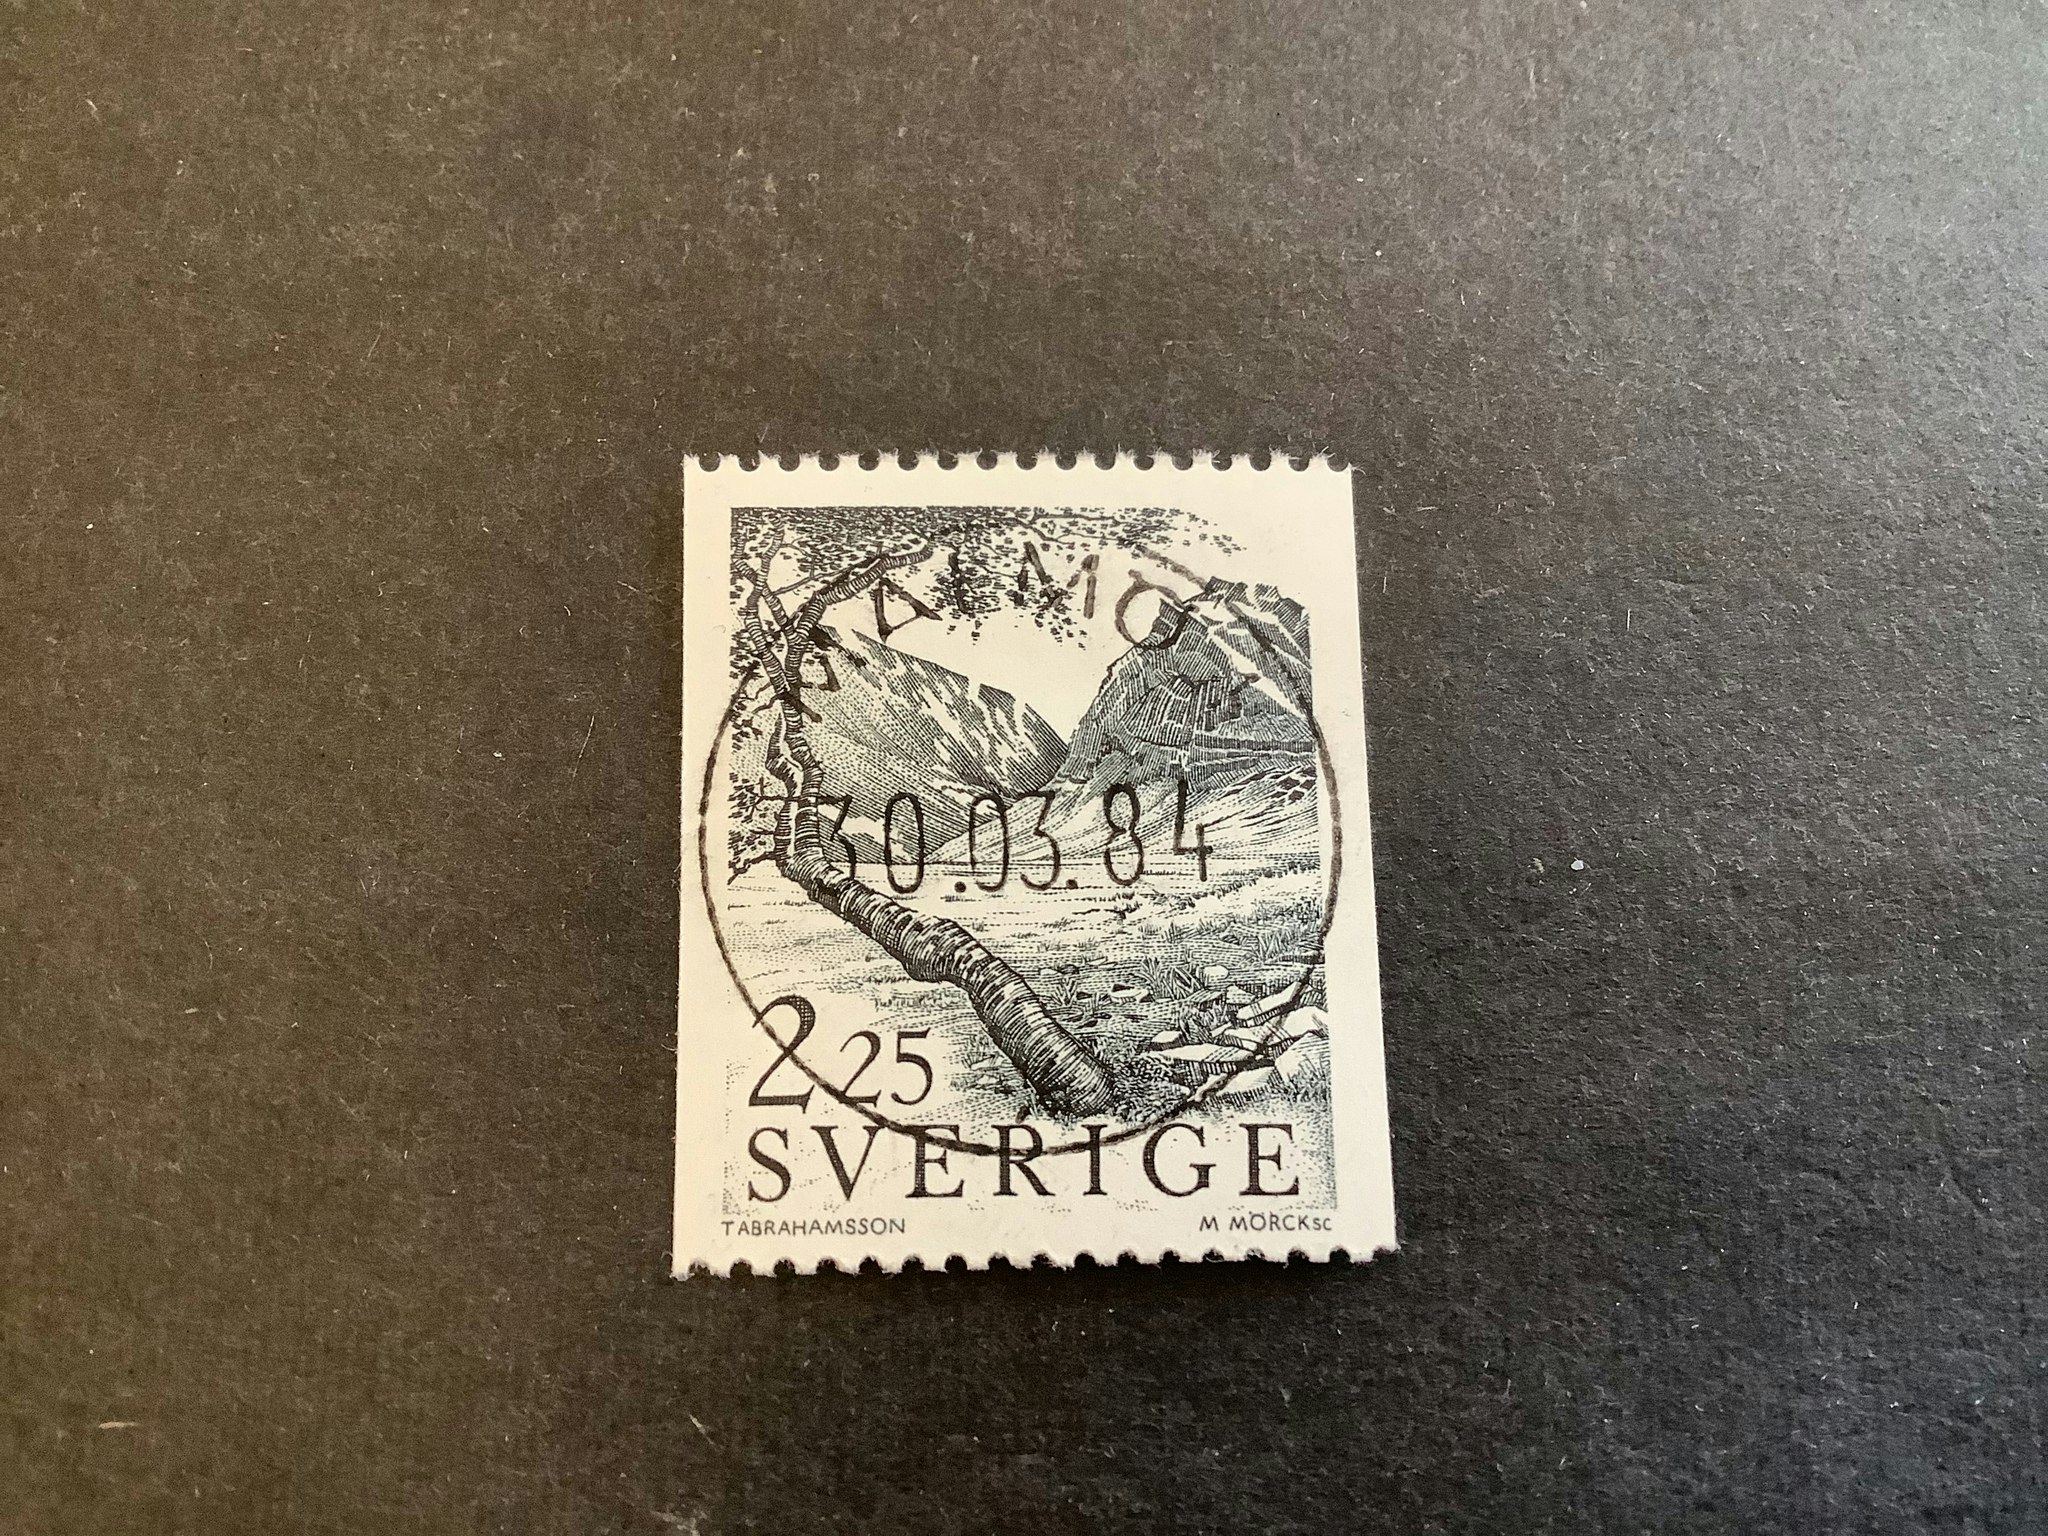 MALMÖ
30.03.84
2.25
SVERIGE
T ABRAHAMSSON M MÖRCK SC